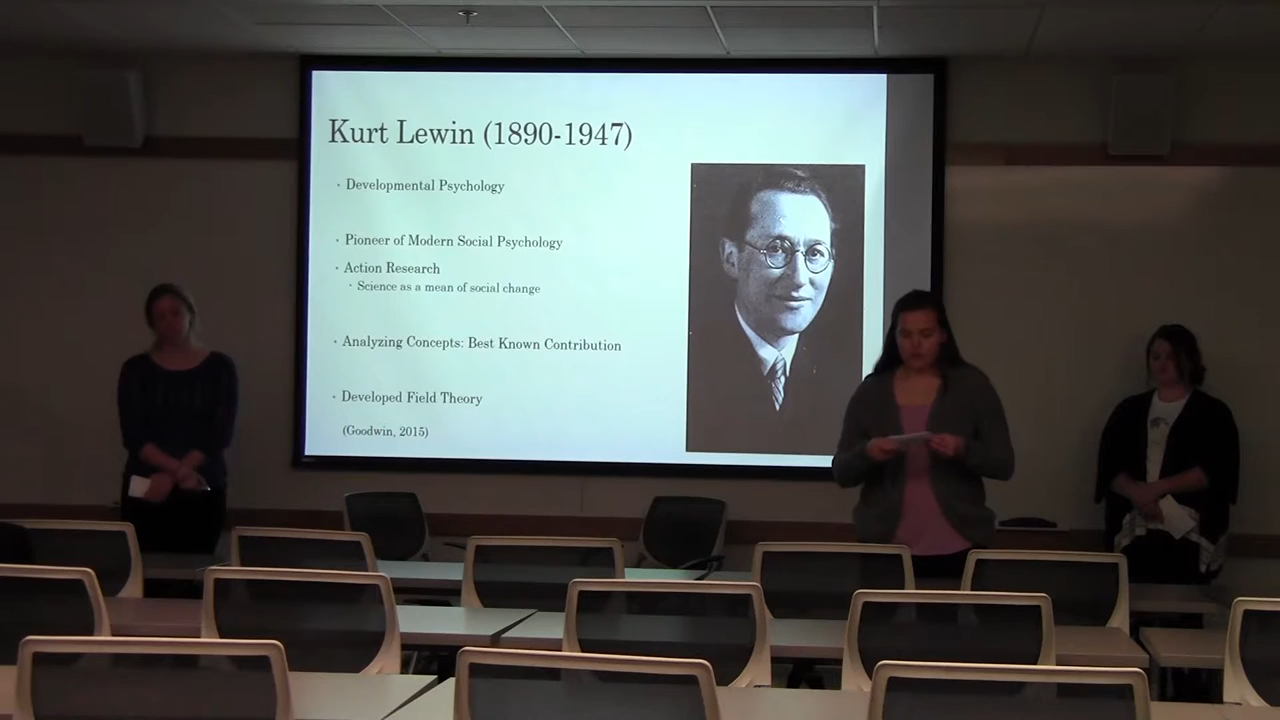 Kurt Lewin (1890-1947)
· Developmental Psychology
· Pioneer of Modern Social Psychology
· Action Research
· Science as a mean of social change
· Analyzing Concepts: Best Known Contribution
· Developed Field Theory
(Goodwin, 2015)